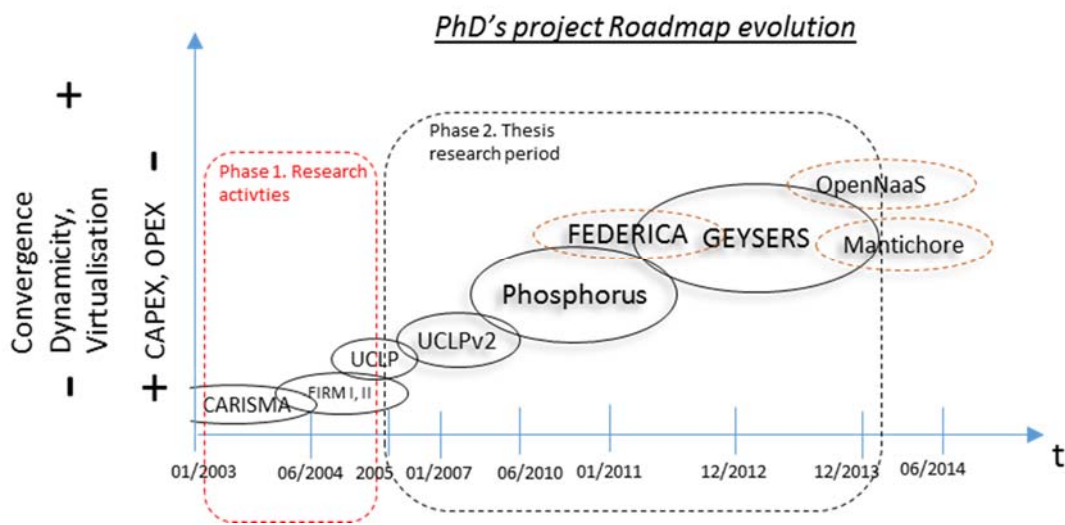 PhD's project Roadmap evolution
Convergence
Dynamicity,
Virtualisation
- +
+ CAPEX, OPEX -
Phase 1. Research
activties
Phase 2. Thesis
research period
OpenNaaS
FEDERICA
GEYSERS
Mantichore
Phosphorus
UCLPv2
UCLP
FIRM I, II
CARISMA
01/2003
06/2004
2005
01/2007
06/2010
01/2011
12/2012
12/2013
06/2014
t